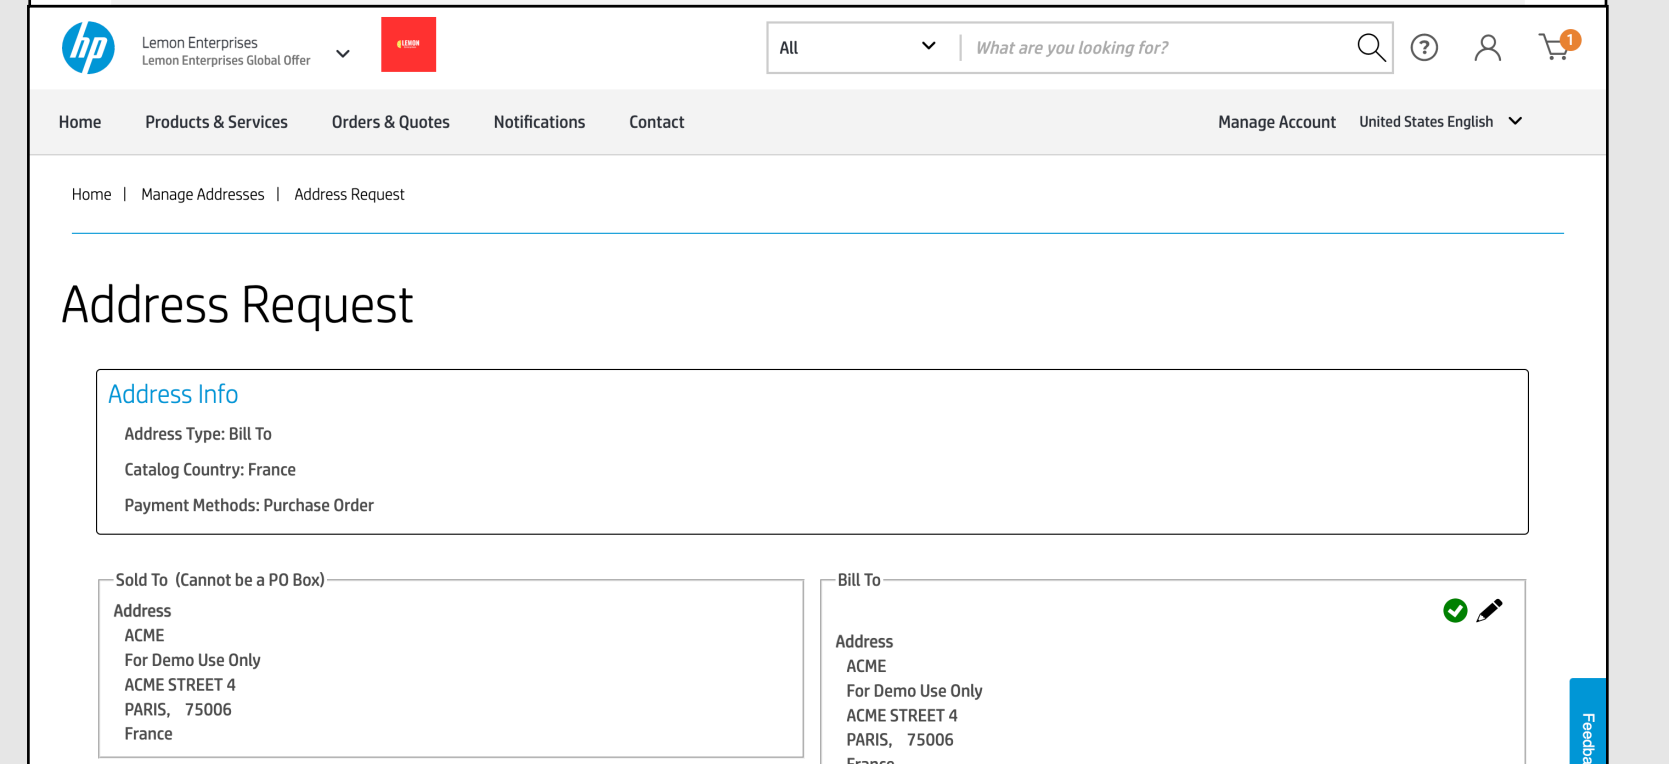 hp
Lemon Enterprises
Lemon Enterprises Global Offer
LEMON
All
What are you looking for?
?
1
Home
Products & Services
Orders & Quotes
Notifications
Contact
Manage Account
United States English
Home | Manage Addresses | Address Request
Address Request
Address Info
Address Type: Bill To
Catalog Country: France
Payment Methods: Purchase Order
Sold To (Cannot be a PO Box)
Address
ACME
For Demo Use Only
ACME STREET 4
PARIS, 75006
France
Bill To
Address
ACME
For Demo Use Only
ACME STREET 4
PARIS, 75006
France
Feedba